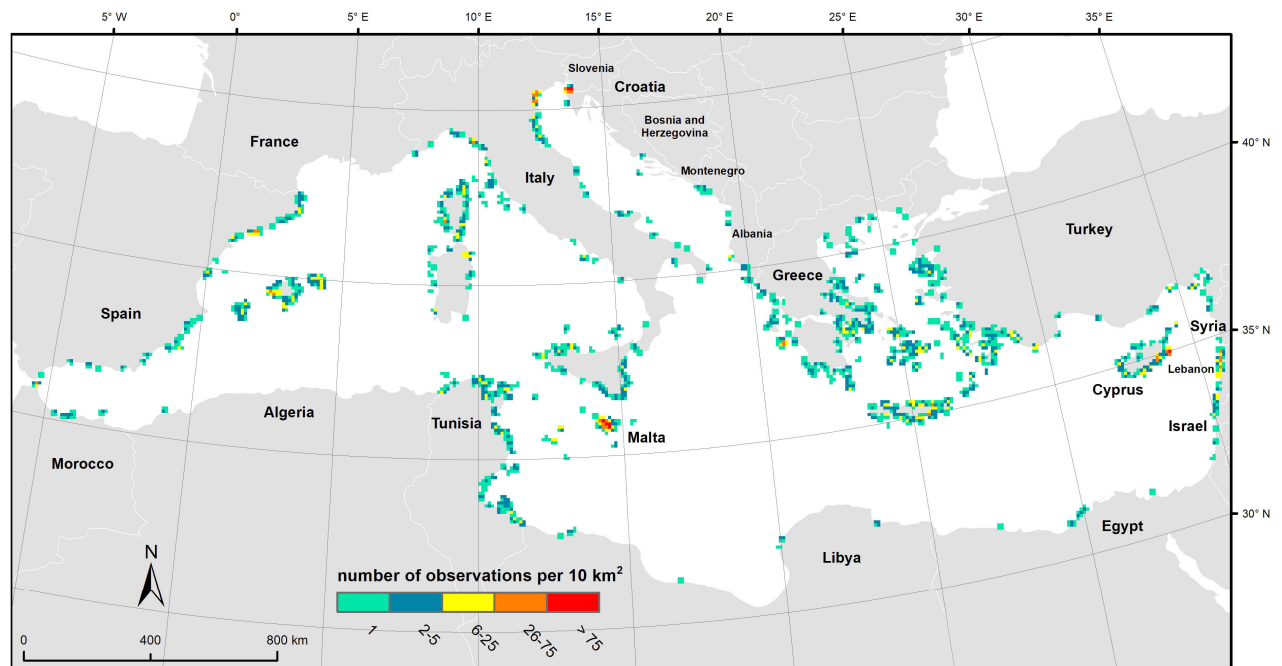 5° W 0° 5° E 10° E 15° E 20° E 25° E 30° E 35° E
Slovenia
Croatia
Bosnia and
Herzegovina
France
40° N
Montenegro
Italy
Albania
Turkey
Greece
Spain
Syria
35° N
Lebanon
Cyprus
Algeria
Tunisia
Malta
Israel
Morocco
30° N
Egypt
N
Libya
number of observations per 10 km²
1 2-5 6-25 26-75 > 75
0 400 800 km